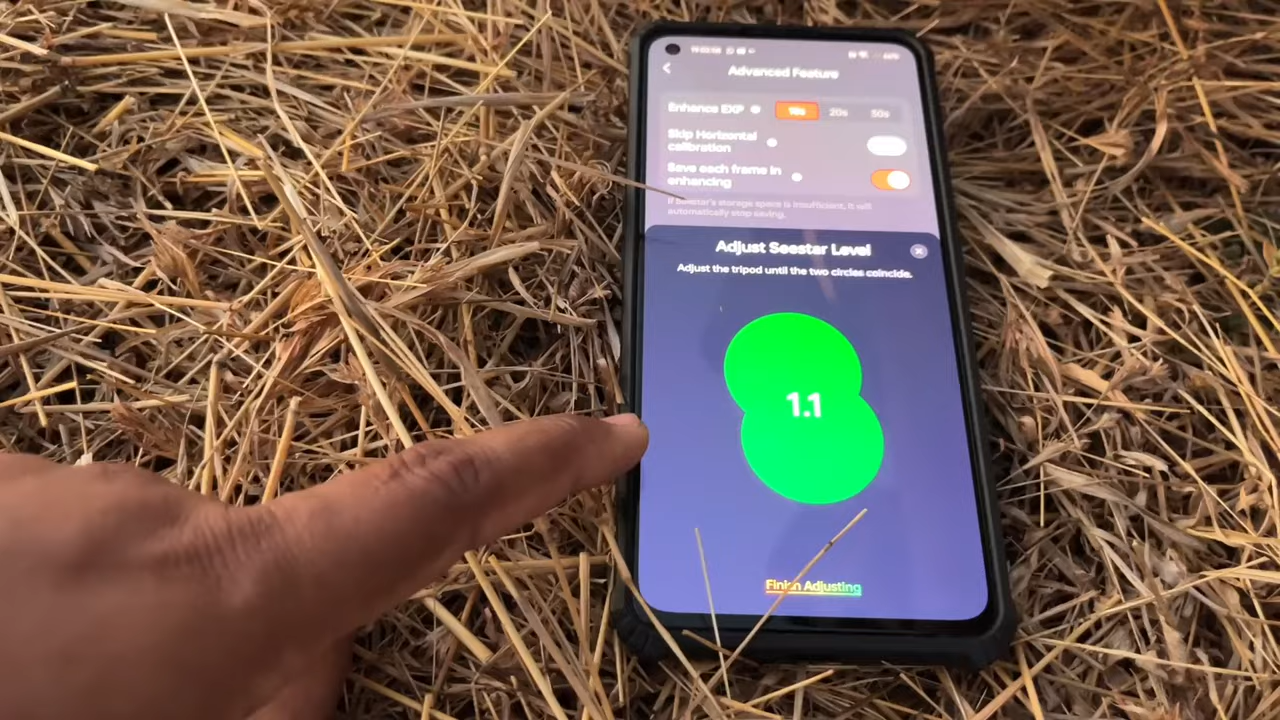 Advanced Feature
Enhance EXP 10s 20s 50s
Skip Horizontal
calibration
Save each frame in
enhancing
If Seestar's storage space is insufficient, it will
automatically stop saving.
Adjust Seestar Level
Adjust the tripod until the two circles coincide.
1.1
Finish Adjusting